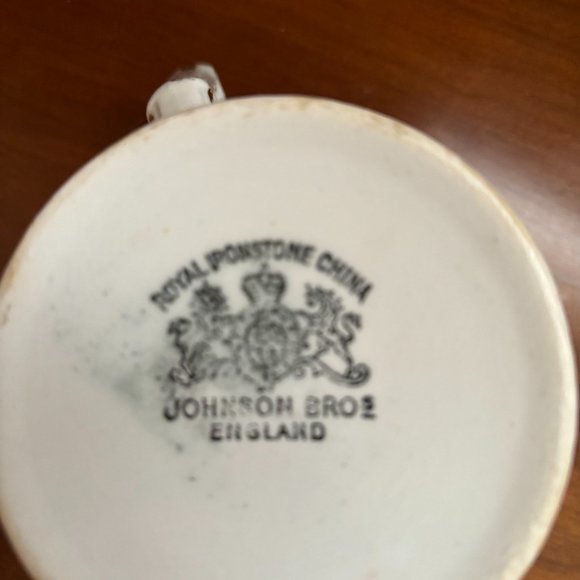 ROYAL IRONSTONE CHINA
JOHNSON BROS
ENGLAND